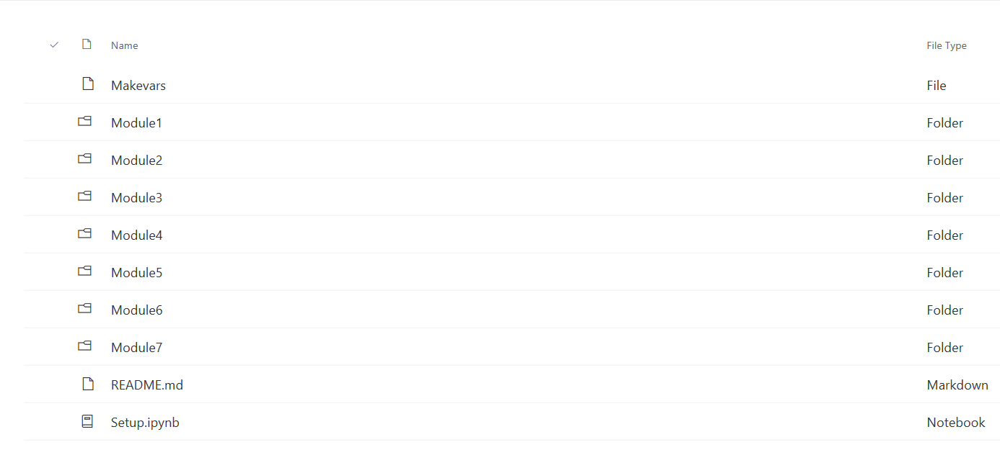 Name File Type
Makevars File
Module1 Folder
Module2 Folder
Module3 Folder
Module4 Folder
Module5 Folder
Module6 Folder
Module7 Folder
README.md Markdown
Setup.ipynb Notebook